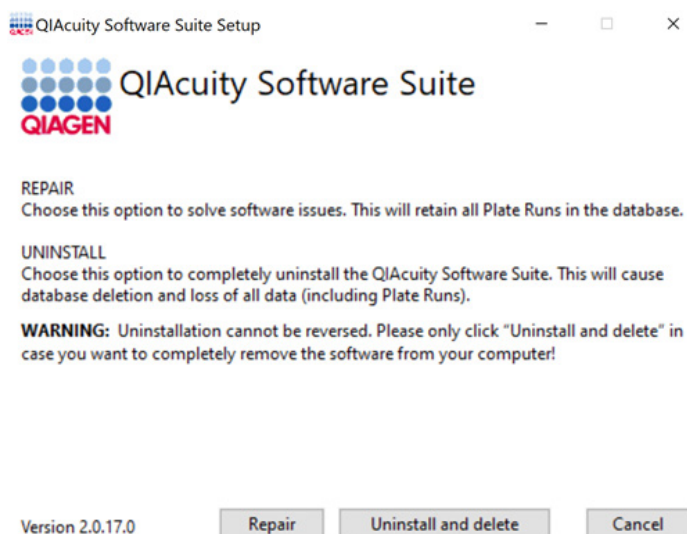 QIAcuity Software Suite Setup
QIAcuity Software Suite
QIAGEN
REPAIR
Choose this option to solve software issues. This will retain all Plate Runs in the database.
UNINSTALL
Choose this option to completely uninstall the QIAcuity Software Suite. This will cause
database deletion and loss of all data (including Plate Runs).
WARNING: Uninstallation cannot be reversed. Please only click "Uninstall and delete" in
case you want to completely remove the software from your computer!
Version 2.0.17.0
Repair
Uninstall and delete
Cancel